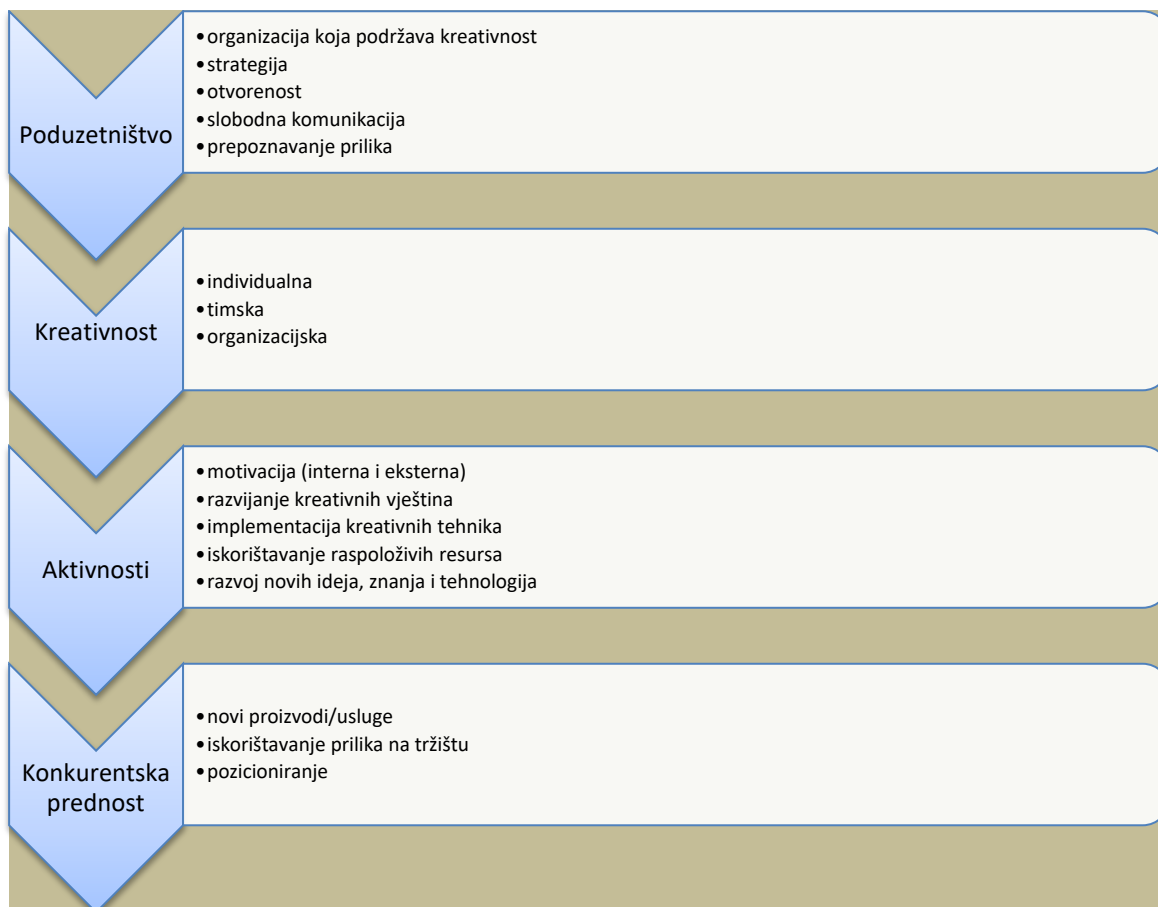 Poduzetništvo
•organizacija koja podržava kreativnost
•strategija
•otvorenost
•slobodna komunikacija
•prepoznavanje prilika
Kreativnost
•individualna
•timska
•organizacijska
Aktivnosti
•motivacija (interna i eksterna)
•razvijanje kreativnih vještina
•implementacija kreativnih tehnika
•iskorištavanje raspoloživih resursa
•razvoj novih ideja, znanja i tehnologija
Konkurentska
prednost
•novi proizvodi/usluge
•iskorištavanje prilika na tržištu
•pozicioniranje